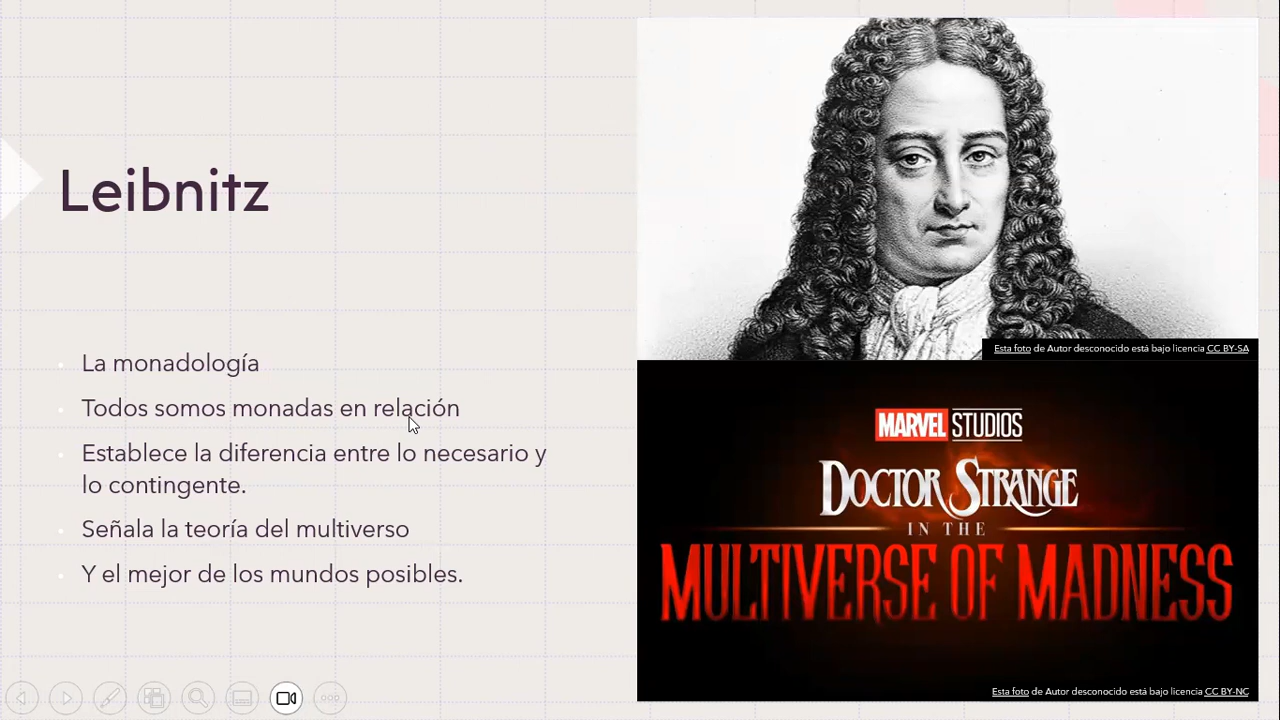 Leibnitz
La monadología
Todos somos monadas en relación
Establece la diferencia entre lo necesario y
lo contingente.
Señala la teoría del multiverso
Y el mejor de los mundos posibles.
Esta foto de Autor desconocido está bajo licencia CC BY-SA
MARVEL STUDIOS
DOCTOR STRANGE
IN THE
MULTIVERSE OF MADNESS
Esta foto de Autor desconocido está bajo licencia CC BY-NC